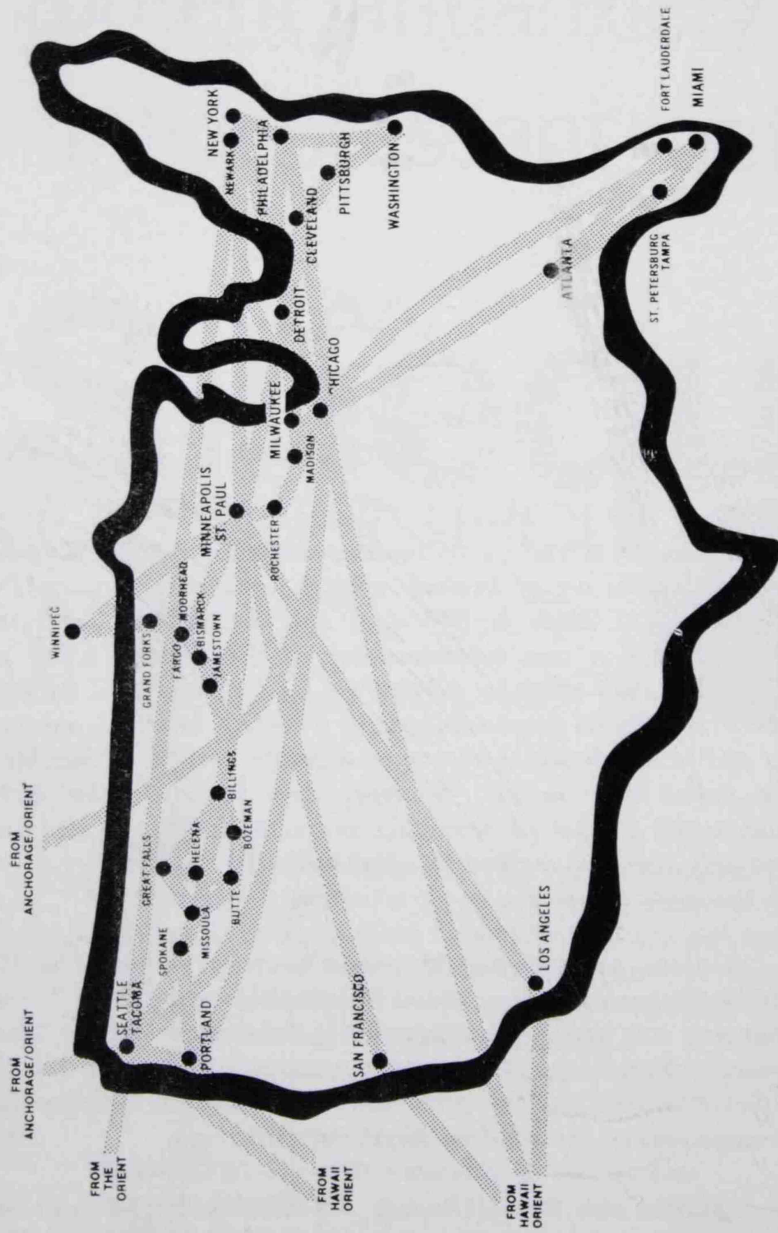 FROM
ANCHORAGE/ORIENT
FROM
ANCHORAGE/ORIENT
FROM
THE
ORIENT
FROM
HAWAII
ORIENT
FROM
HAWAII
ORIENT
SEATTLE
TACOMA
PORTLAND
SPOKANE
MISSOULA
GREAT FALLS
HELENA
BUTTE
BOZEMAN
BILLINGS
SAN FRANCISCO
LOS ANGELES
WINNIPEG
GRAND FORKS
FARGO
MOORHEAD
BISMARCK
JAMESTOWN
MINNEAPOLIS
ST. PAUL
ROCHESTER
MADISON
MILWAUKEE
CHICAGO
DETROIT
CLEVELAND
PITTSBURGH
NEW YORK
NEWARK
PHILADELPHIA
WASHINGTON
ATLANTA
ST. PETERSBURG
TAMPA
FORT LAUDERDALE
MIAMI